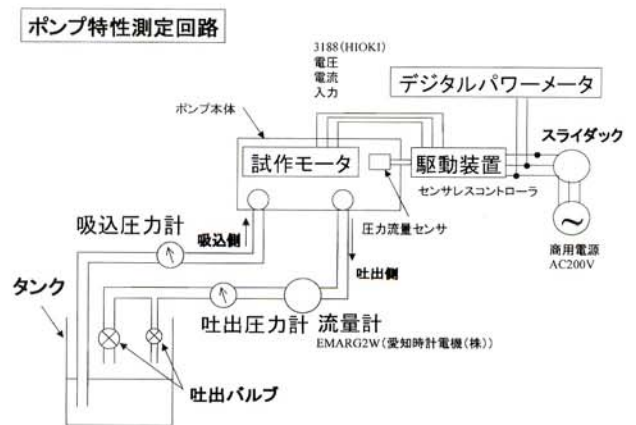 ポンプ特性測定回路
3188(HIOKI)
電圧
電流
入力
デジタルパワーメータ
ポンプ本体
スライダック
試作モータ
駆動装置
センサレスコントローラ
吸込圧力計
吸込側
圧力流量センサ
吐出側
～
商用電源
AC200V
タンク
吐出圧力計
流量計
EMARG2W(愛知時計電機(株))
吐出バルブ